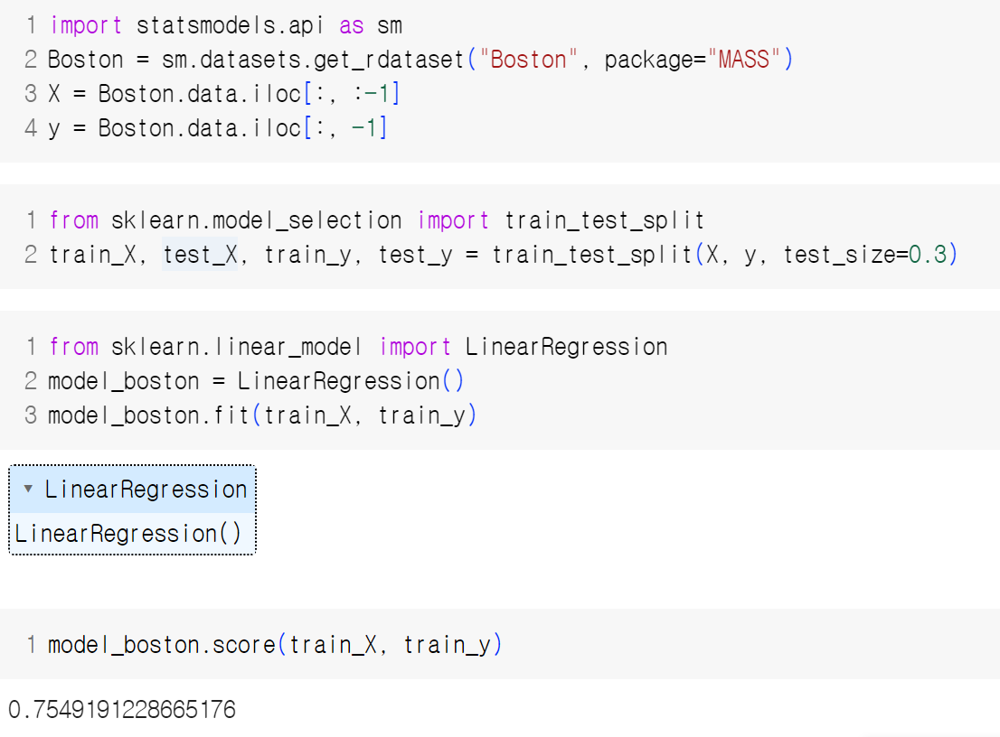 1 import statsmodels.api as sm
2 Boston = sm.datasets.get_rdataset("Boston", package="MASS")
3 X = Boston.data.iloc[:, :-1]
4 y = Boston.data.iloc[:, -1]
1 from sklearn.model_selection import train_test_split
2 train_X, test_X, train_y, test_y = train_test_split(X, y, test_size=0.3)
1 from sklearn.linear_model import LinearRegression
2 model_boston = LinearRegression()
3 model_boston.fit(train_X, train_y)
▾ LinearRegression
LinearRegression()
1 model_boston.score(train_X, train_y)
0.7549191228665176